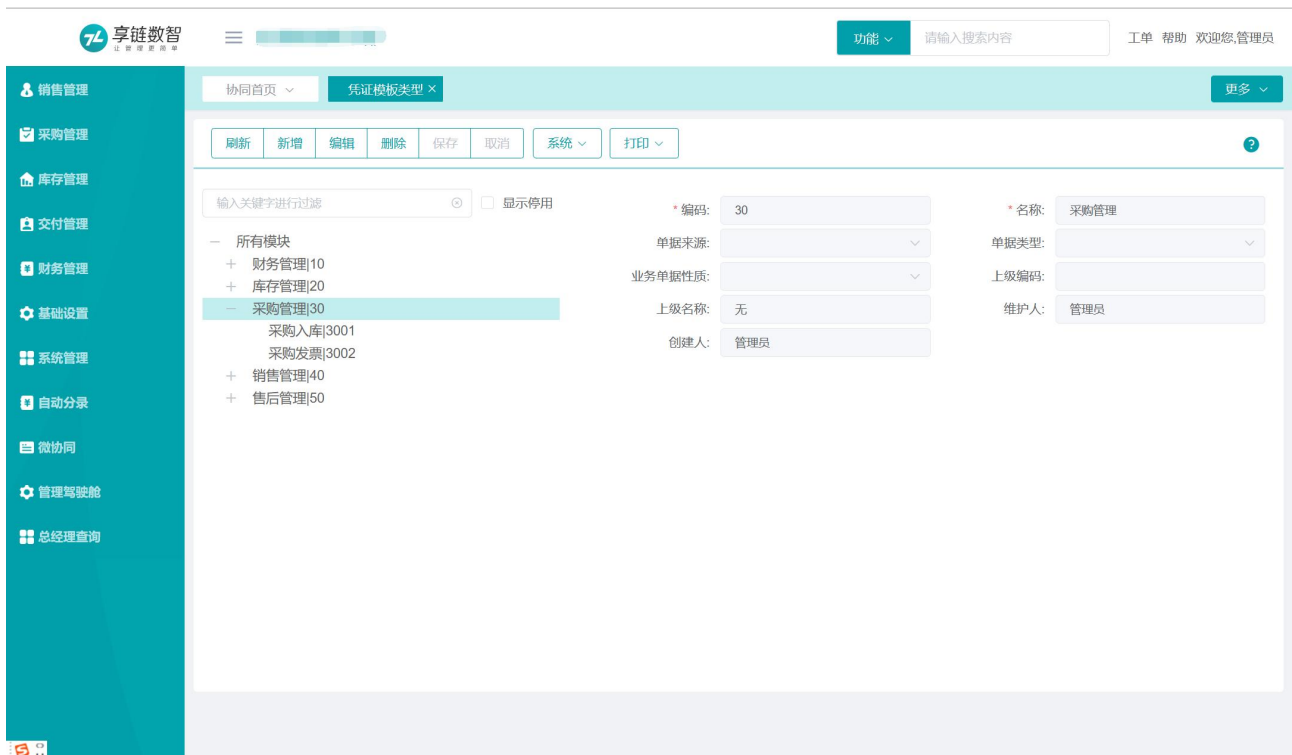 享链数智
让管理更简单
功能
请输入搜索内容
工单 帮助 欢迎您,管理员
销售管理
采购管理
库存管理
交付管理
财务管理
基础设置
系统管理
自动分录
微协同
管理驾驶舱
总经理查询
协同首页
凭证模板类型 ×
更多
刷新 新增 编辑 删除 保存 取消 系统 打印
输入关键字进行过滤
显示停用
所有模块
财务管理|10
库存管理|20
采购管理|30
采购入库|3001
采购发票|3002
销售管理|40
售后管理|50
* 编码: 30
* 名称: 采购管理
单据来源:
单据类型:
业务单据性质:
上级编码:
上级名称: 无
维护人: 管理员
创建人: 管理员